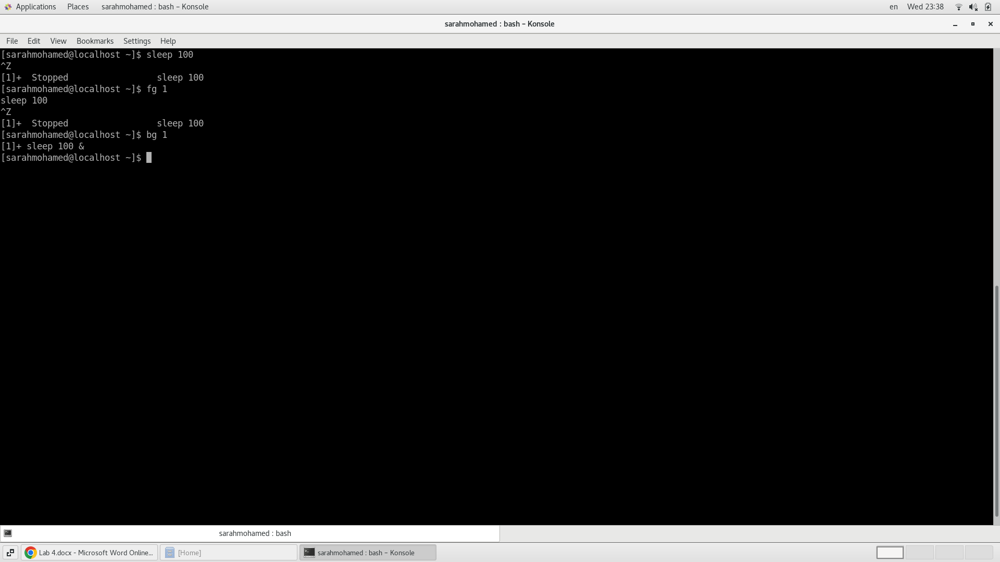 Applications Places sarahmohamed : bash – Konsole en Wed 23:38
sarahmohamed : bash – Konsole
File Edit View Bookmarks Settings Help
[sarahmohamed@localhost ~]$ sleep 100
^Z
[1]+  Stopped                 sleep 100
[sarahmohamed@localhost ~]$ fg 1
sleep 100
^Z
[1]+  Stopped                 sleep 100
[sarahmohamed@localhost ~]$ bg 1
[1]+ sleep 100 &
[sarahmohamed@localhost ~]$
sarahmohamed : bash
Lab 4.docx - Microsoft Word Online... [Home] sarahmohamed : bash – Konsole